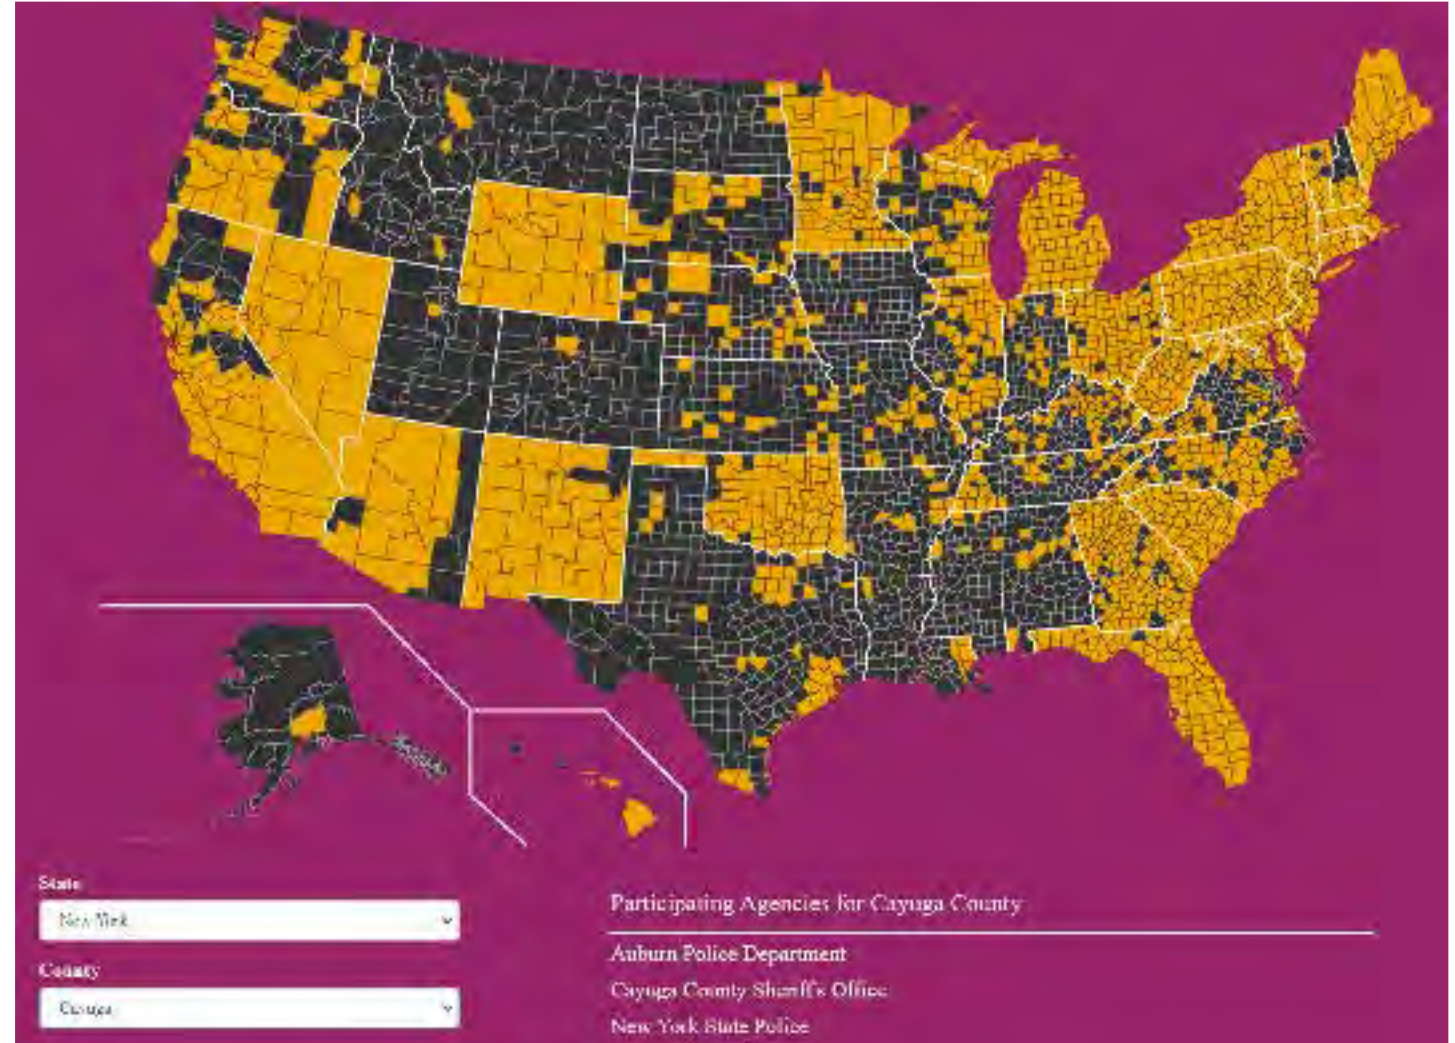 State
New York
County
Cayuga
Participating Agencies for Cayuga County
Auburn Police Department
Cayuga County Sheriff's Office
New York State Police